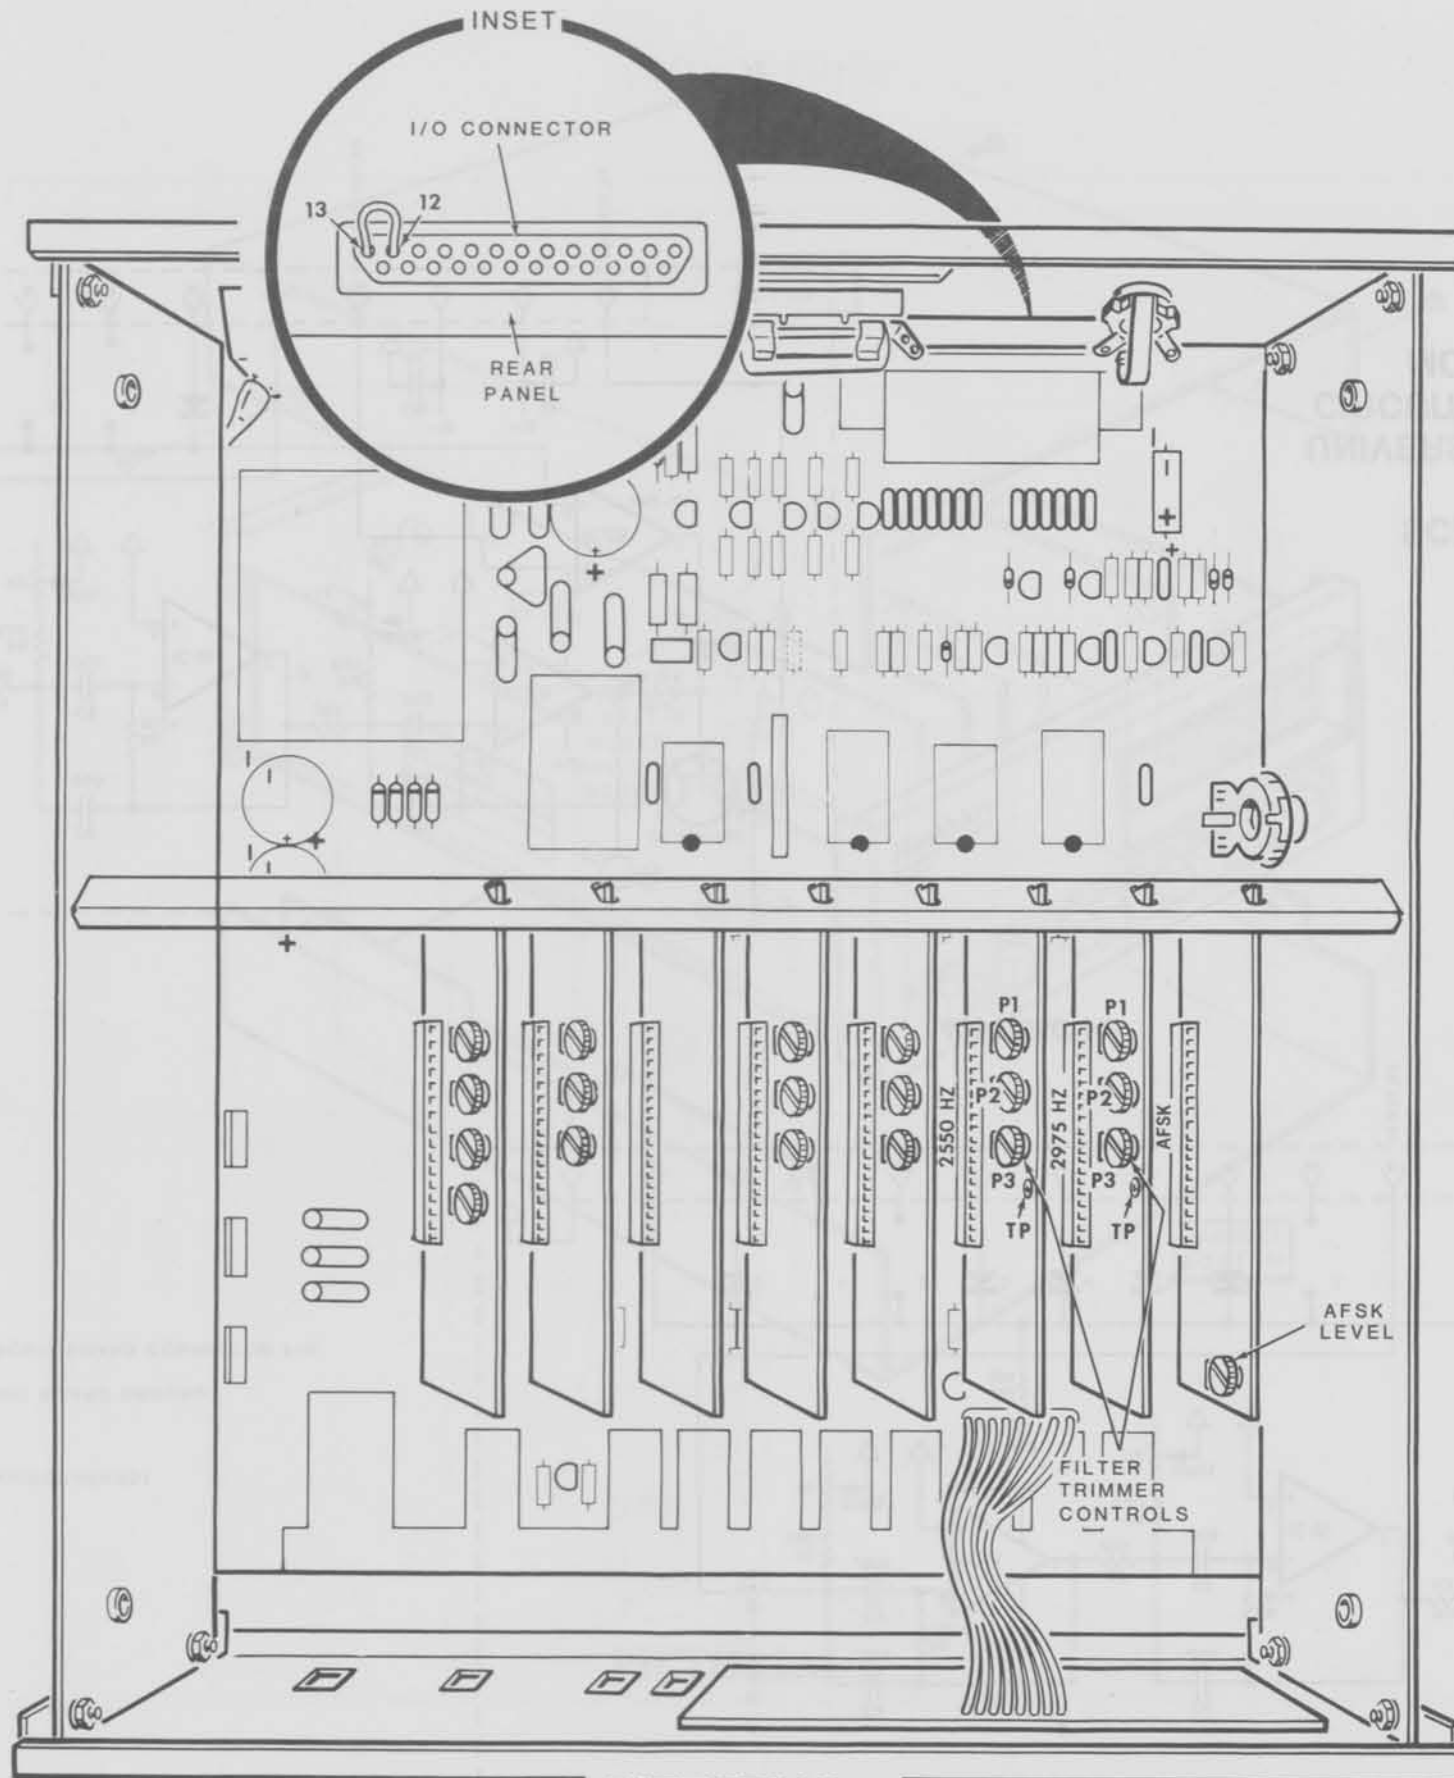 INSET
I/O CONNECTOR
13
12
REAR
PANEL
P1
P1
2550 HZ
P2
2975 HZ
P2
AFSK
P3
P3
TP
TP
AFSK
LEVEL
FILTER
TRIMMER
CONTROLS